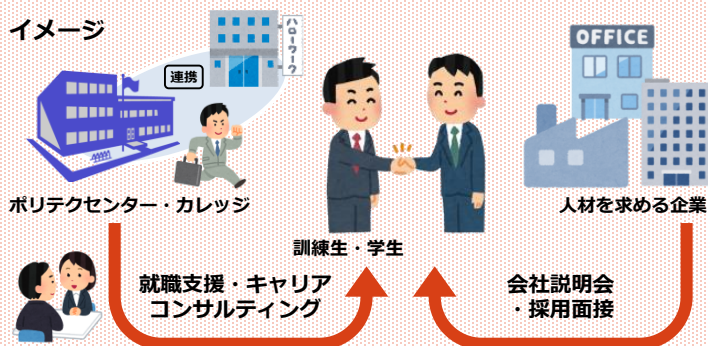 イメージ
ハローワーク
OFFICE
連携
ポリテクセンター・カレッジ
人材を求める企業
訓練生・学生
就職支援・キャリア
コンサルティング
会社説明会
・採用面接